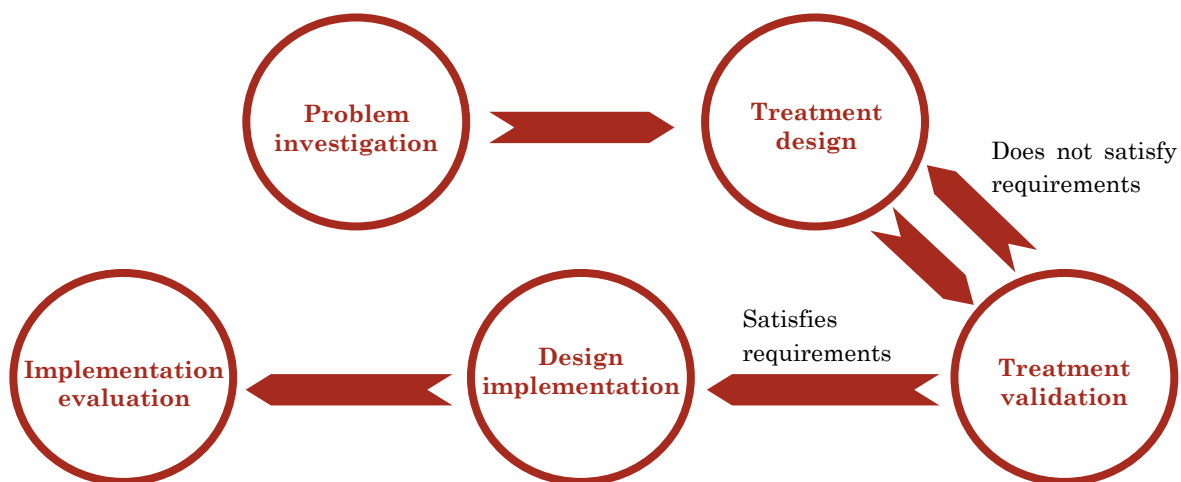 Problem
investigation
Treatment
design
Does not satisfy
requirements
Satisfies
requirements
Treatment
validation
Design
implementation
Implementation
evaluation